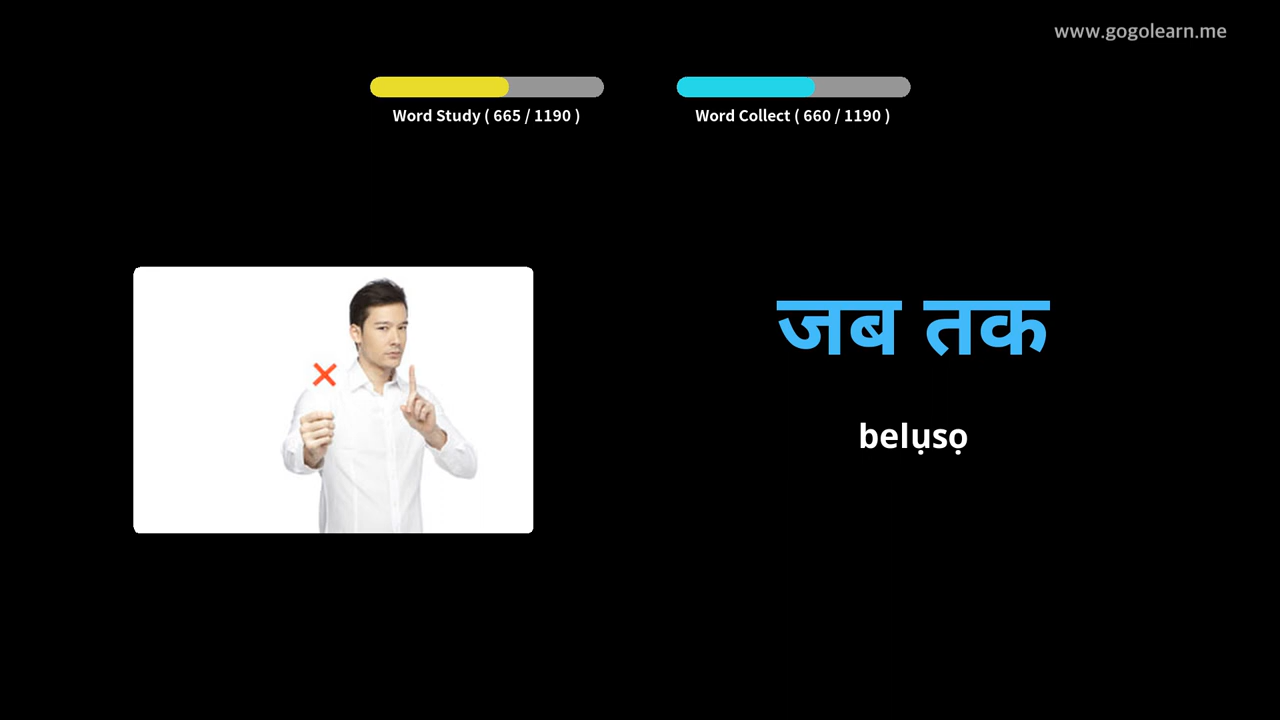 www.gogolearn.me
Word Study ( 665 / 1190 )
Word Collect ( 660 / 1190 )
जब तक
belụsọ